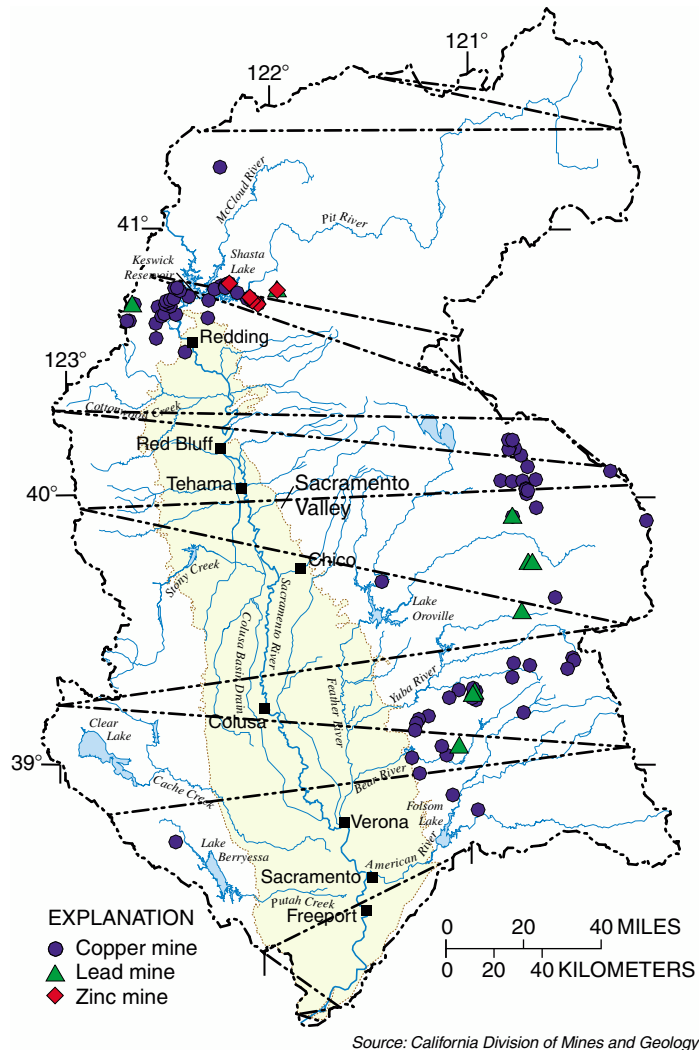 121°
122°
McCloud River
Pit River
41°
Keswick
Reservoir
Shasta
Lake
Redding
123°
Cottonwood Creek
Red Bluff
Tehama
Sacramento
Valley
40°
Chico
Stony Creek
Sacramento River
Colusa Basin Drain
Lake
Oroville
Feather River
Yuba River
Colusa
Clear
Lake
39°
Bear River
Cache Creek
Folsom
Lake
Verona
Lake
Berryessa
American River
Sacramento
Putah Creek
Freeport
EXPLANATION
Copper mine
Lead mine
Zinc mine
0 20 40 MILES
0 20 40 KILOMETERS
Source: California Division of Mines and Geology